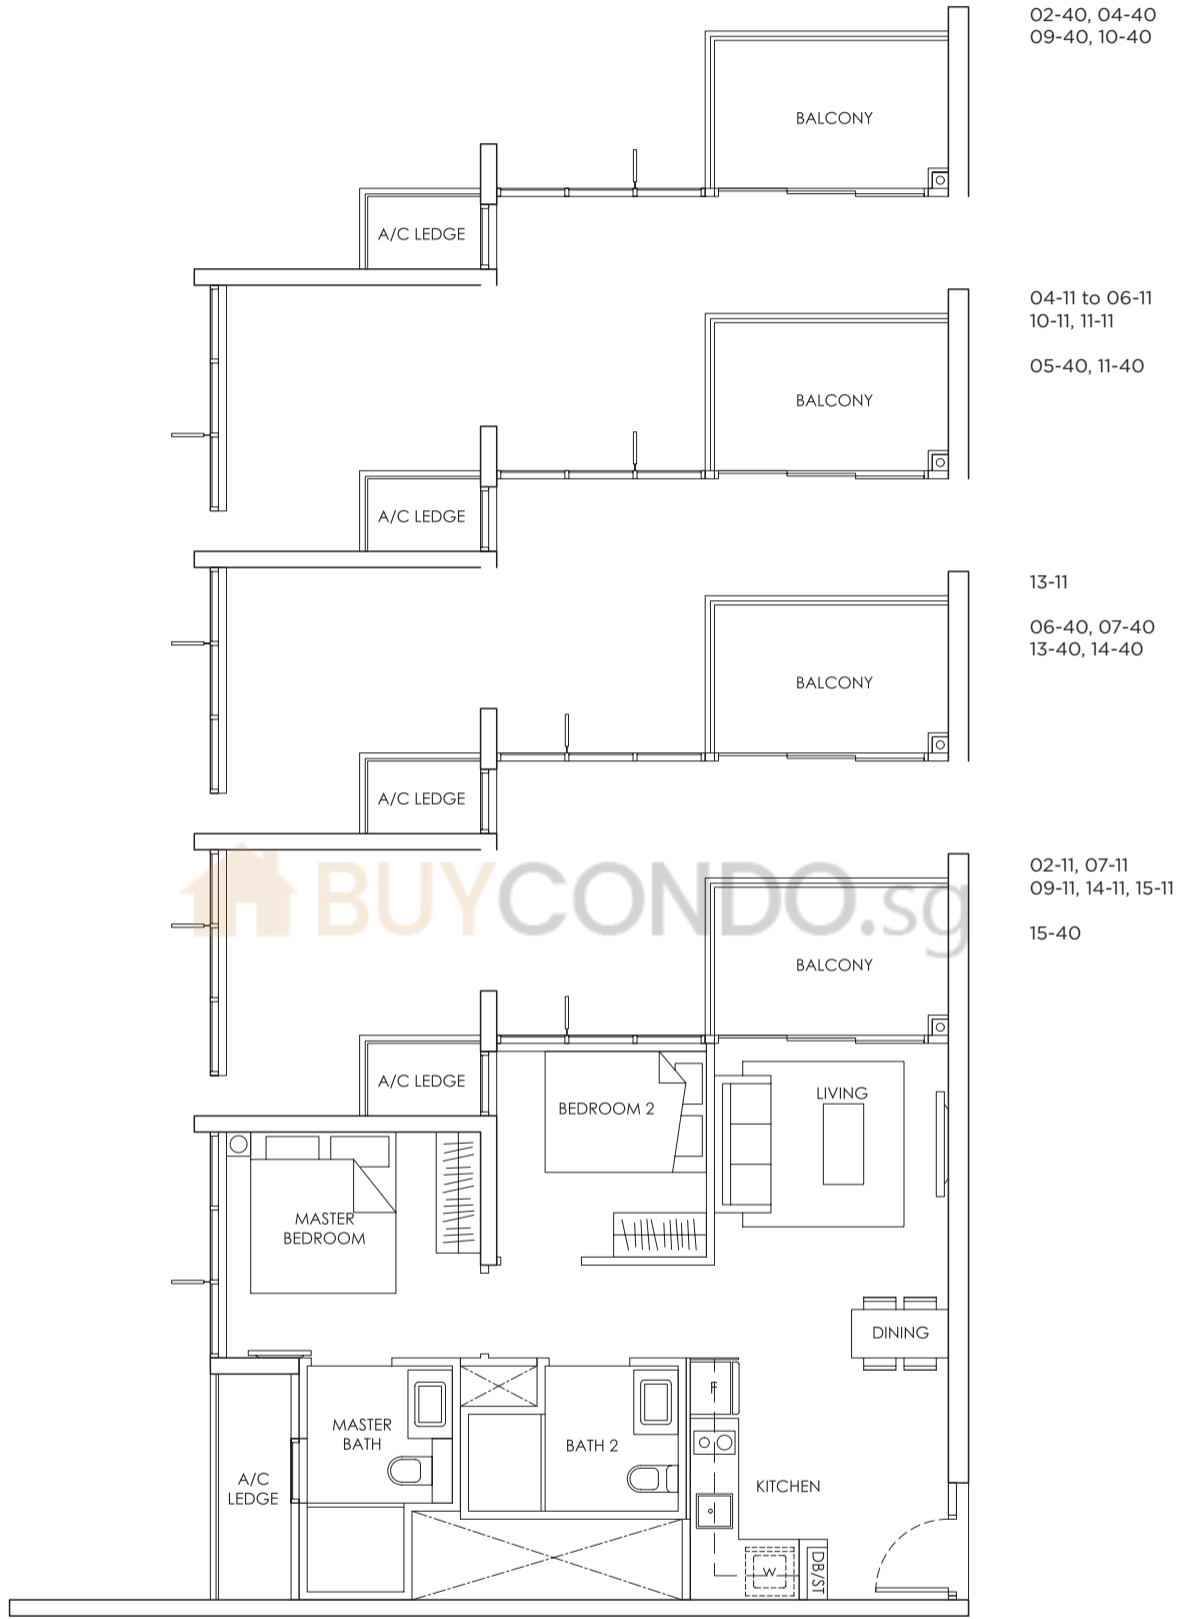 02-40, 04-40
09-40, 10-40
BALCONY
A/C LEDGE
04-11 to 06-11
10-11, 11-11
05-40, 11-40
BALCONY
A/C LEDGE
13-11
06-40, 07-40
13-40, 14-40
BALCONY
A/C LEDGE
02-11, 07-11
09-11, 14-11, 15-11
15-40
BUYCONDO.sg
BALCONY
A/C LEDGE
BEDROOM 2
LIVING
MASTER
BEDROOM
DINING
F
MASTER
BATH
BATH 2
A/C
LEDGE
KITCHEN
W
DB/ST